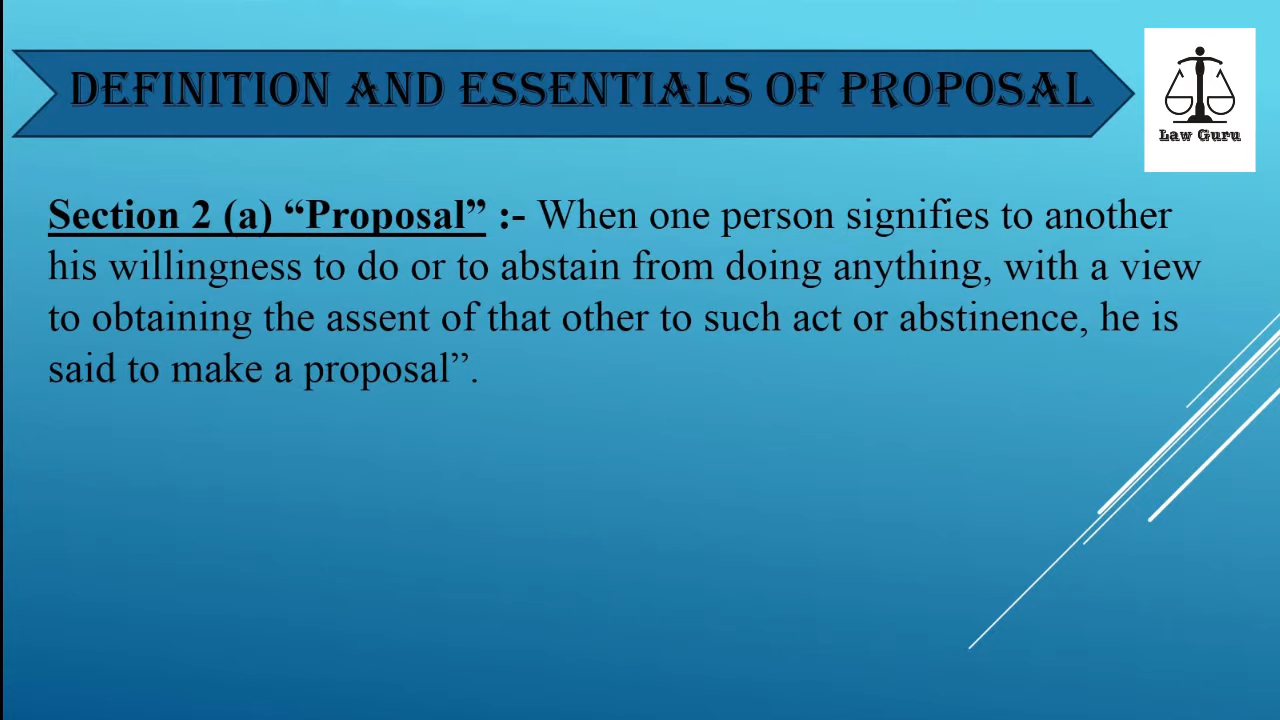 DEFINITION AND ESSENTIALS OF PROPOSAL
Law Guru
Section 2 (a) “Proposal” :- When one person signifies to another
his willingness to do or to abstain from doing anything, with a view
to obtaining the assent of that other to such act or abstinence, he is
said to make a proposal”.